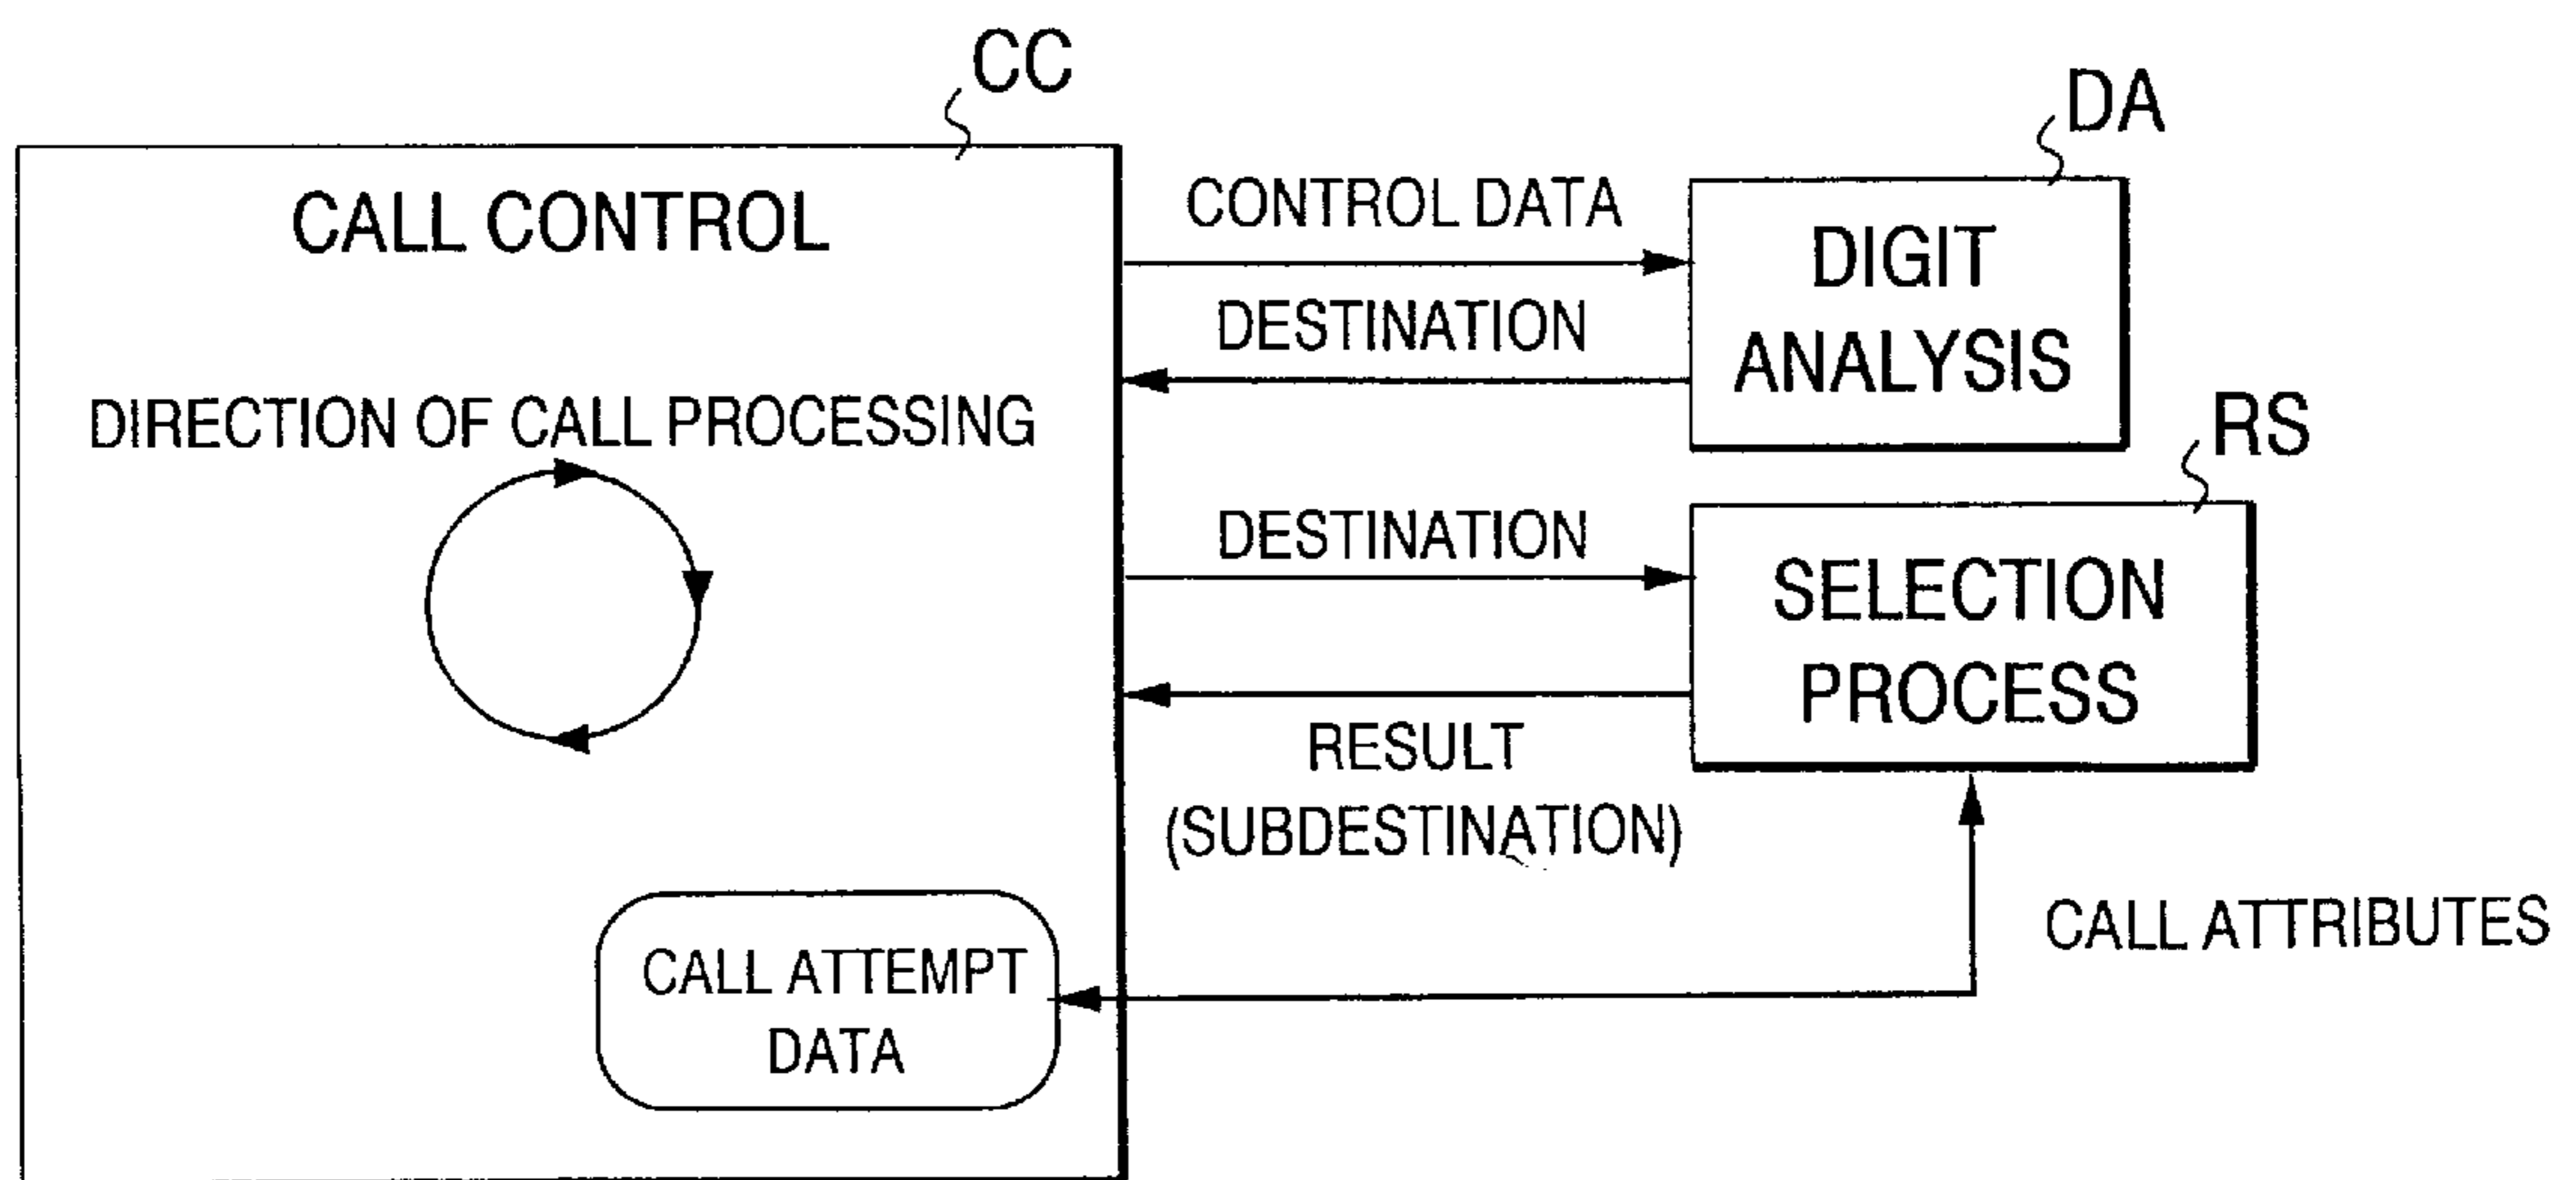 CC
DA
CALL CONTROL
CONTROL DATA
DIGIT
ANALYSIS
DESTINATION
DIRECTION OF CALL PROCESSING
RS
DESTINATION
SELECTION
PROCESS
RESULT
(SUBDESTINATION)
CALL ATTRIBUTES
CALL ATTEMPT
DATA